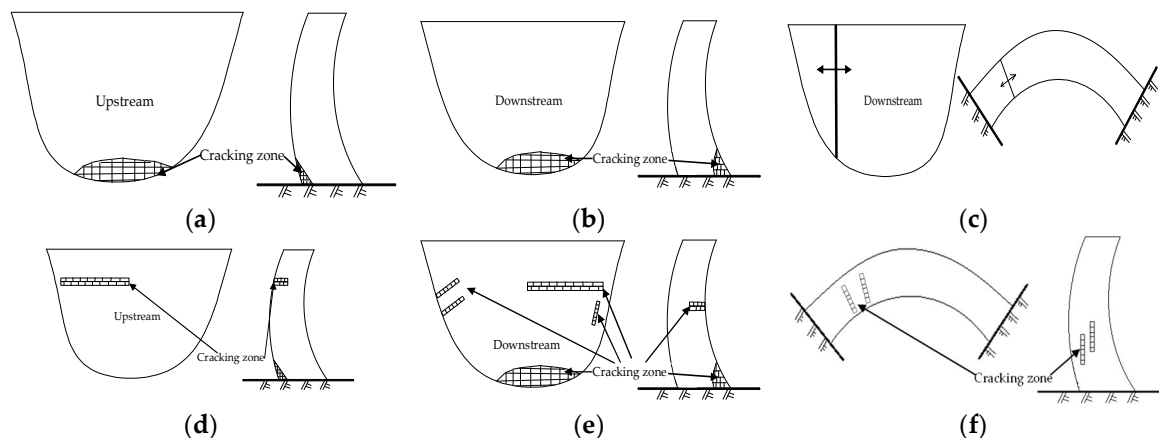 Upstream
Cracking zone
(a)
Downstream
Cracking zone
(b)
Downstream
(c)
Upstream
Cracking zone
(d)
Downstream
Cracking zone
(e)
Cracking zone
(f)